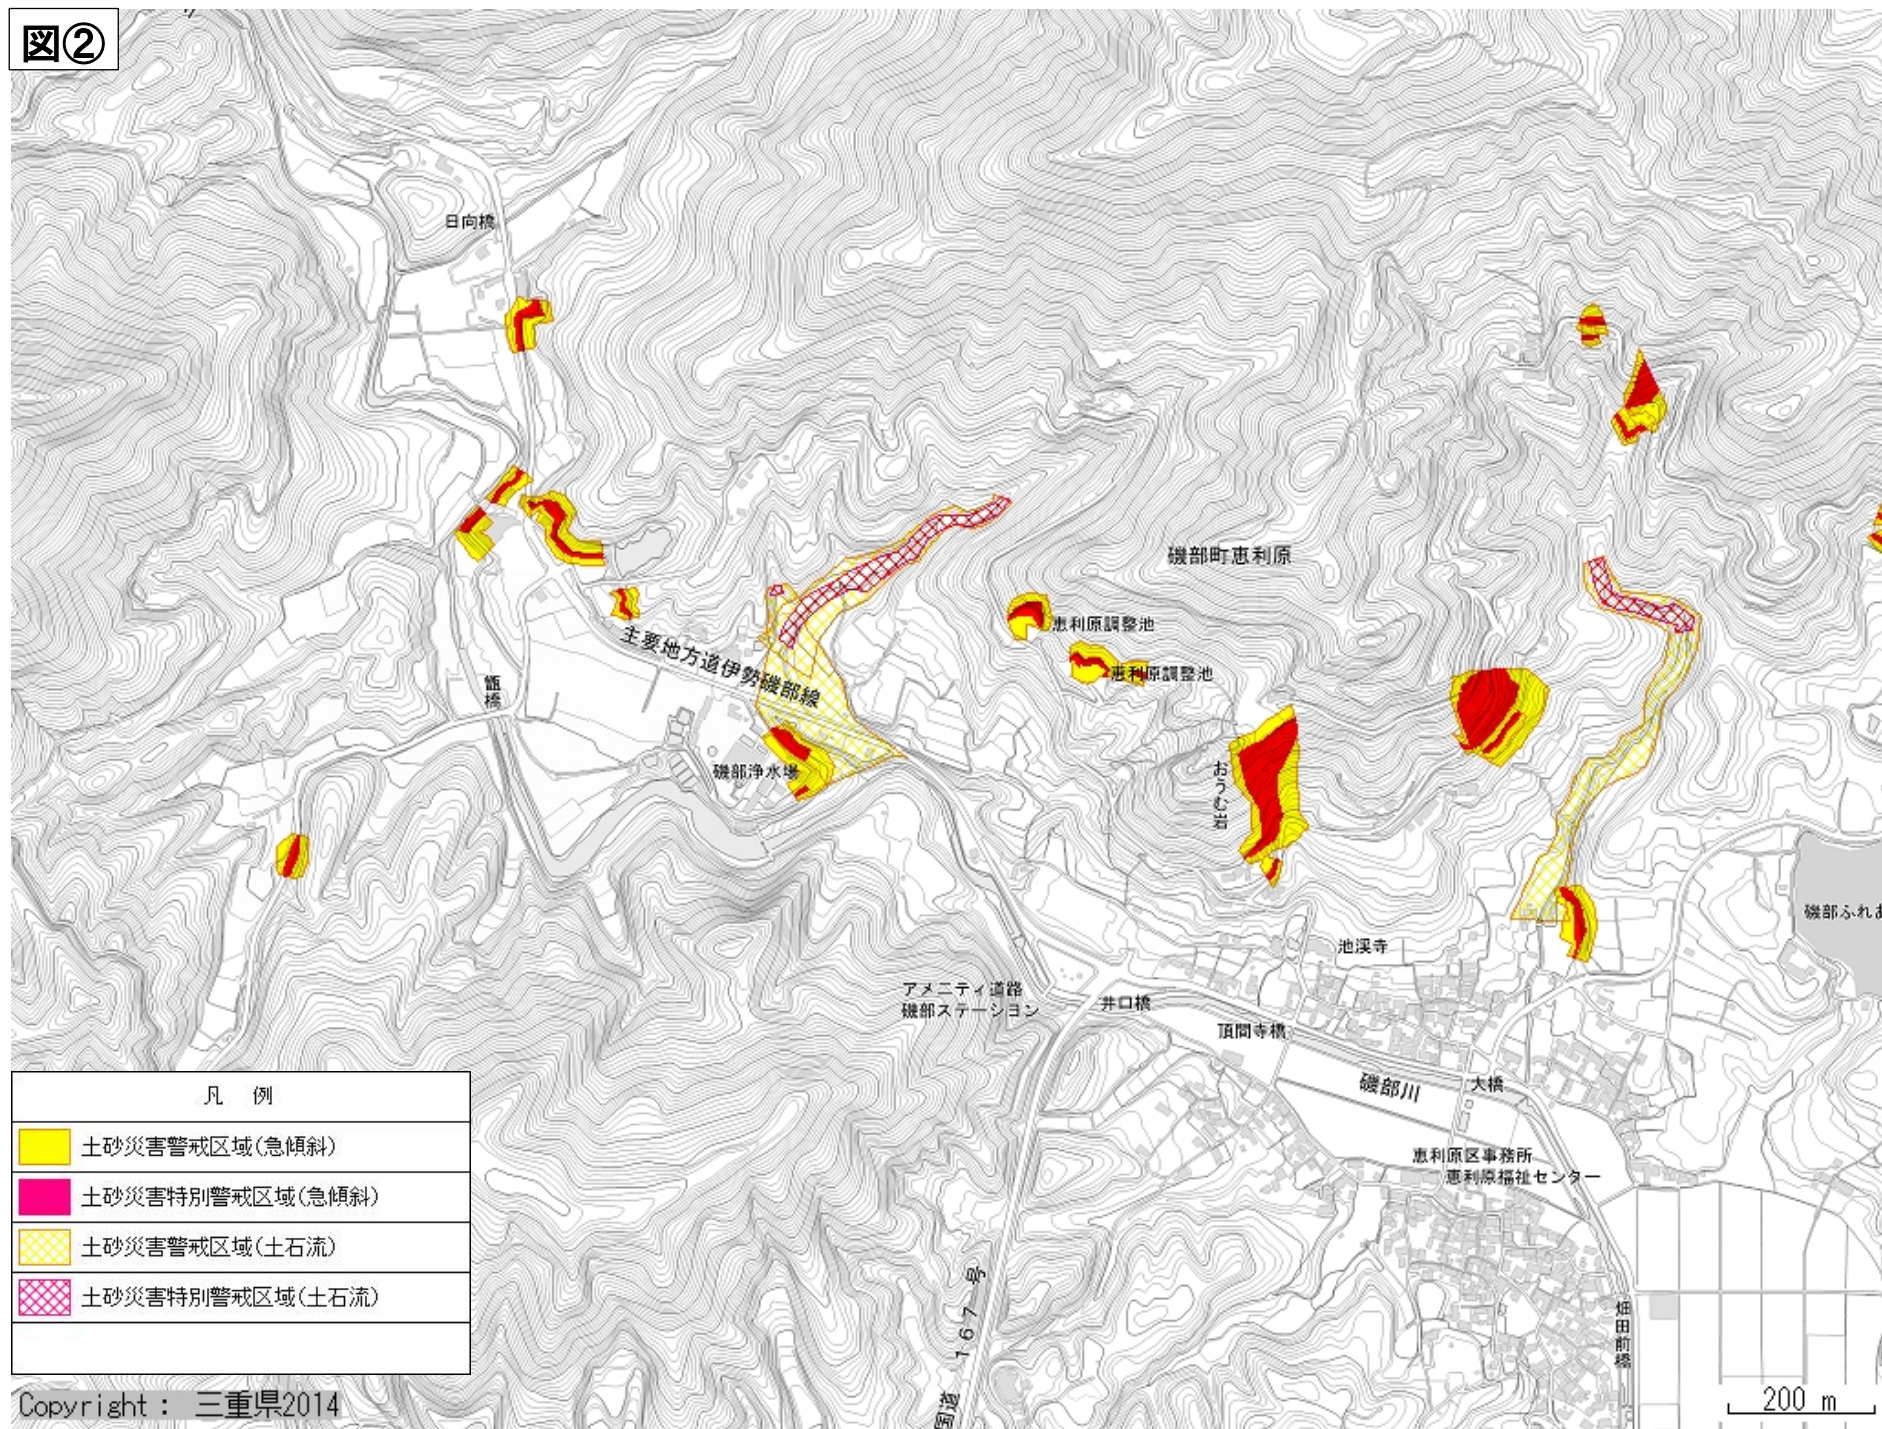 図②
日向橋
磯部町恵利原
恵利原調整池
恵利原調整池
主要地方道伊勢磯部線
甑橋
磯部浄水場
おうむ岩
磯部ふれあ
池渓寺
アメニティ道路
磯部ステーション
井口橋
頂間寺橋
磯部川
大橋
恵利原区事務所
恵利原福祉センター
国道 167 号
畑田前橋
凡 例
土砂災害警戒区域(急傾斜)
土砂災害特別警戒区域(急傾斜)
土砂災害警戒区域(土石流)
土砂災害特別警戒区域(土石流)
Copyright : 三重県2014
200 m